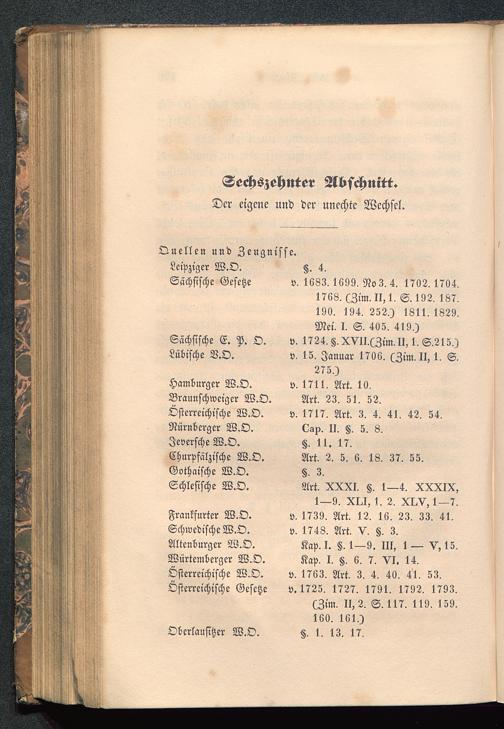 Sechszehnter Abschnitt.
Der eigene und der unechte Wechsel.
Quellen und Zeugnisse.
Leipziger W.O. §. 4.
Sächsische Gesetze v. 1683. 1699. No 3. 4. 1702. 1704.
1768. (Zim. II, 1. S. 192. 187.
190. 194. 252.) 1811. 1829.
Mei. I. S. 405. 419.)
Sächsische E. P. O. v. 1724. §. XVII. (Zim. II, 1. S. 215.)
Lübische V.O. v. 15. Januar 1706. (Zim. II, 1. S.
275.)
Hamburger W.O. v. 1711. Art. 10.
Braunschweiger W.O. Art. 23. 51. 52.
Österreichische W.O. v. 1717. Art. 3. 4. 41. 42. 54.
Nürnberger W.O. Cap. II. §. 5. 8.
Jeversche W.O. §. 11. 17.
Churpfälzische W.O. Art. 2. 5. 6. 18. 37. 55.
Gothaische W.O. §. 3.
Schlesische W.O. Art. XXXI. §. 1—4. XXXIX,
1—9. XLI, 1. 2. XLV, 1—7.
Frankfurter W.O. v. 1739. Art. 12. 16. 23. 33. 41.
Schwedische W.O. v. 1748. Art. V. §. 3.
Altenburger W.O. Kap. I. §. 1—9. III, 1 — V, 15.
Würtemberger W.O. Kap. I. §. 6. 7. VI, 14.
Österreichische W.O. v. 1763. Art. 3. 4. 40. 41. 53.
Österreichische Gesetze v. 1725. 1727. 1791. 1792. 1793.
(Zim. II, 2. S. 117. 119. 159.
160. 161.)
Oberlausitzer W.O. §. 1. 13. 17.